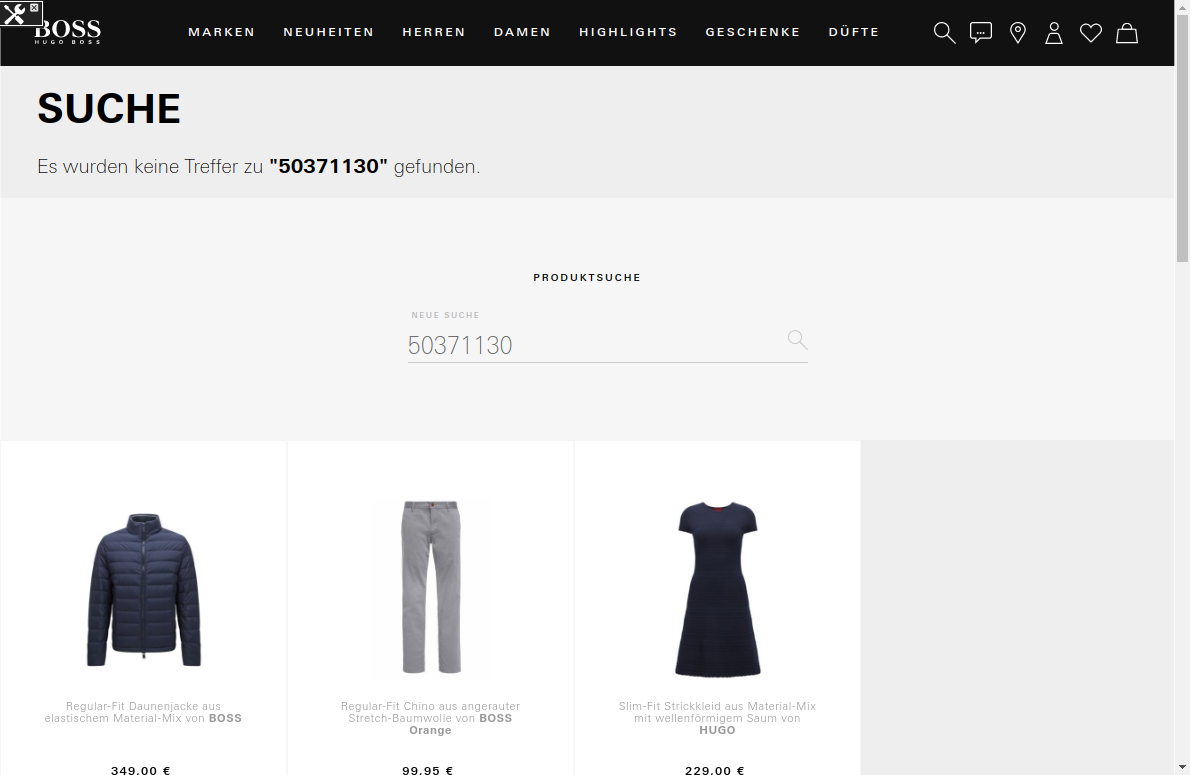 BOSS
HUGO BOSS
MARKEN NEUHEITEN HERREN DAMEN HIGHLIGHTS GESCHENKE DÜFTE
SUCHE
Es wurden keine Treffer zu "50371130" gefunden.
PRODUKTSUCHE
NEUE SUCHE
50371130
Regular-Fit Daunenjacke aus
elastischem Material-Mix von BOSS
349.00 €
Regular-Fit Chino aus angerauter
Stretch-Baumwolle von BOSS
Orange
99.95 €
Slim-Fit Strickkleid aus Material-Mix
mit wellenförmigem Saum von
HUGO
229.00 €